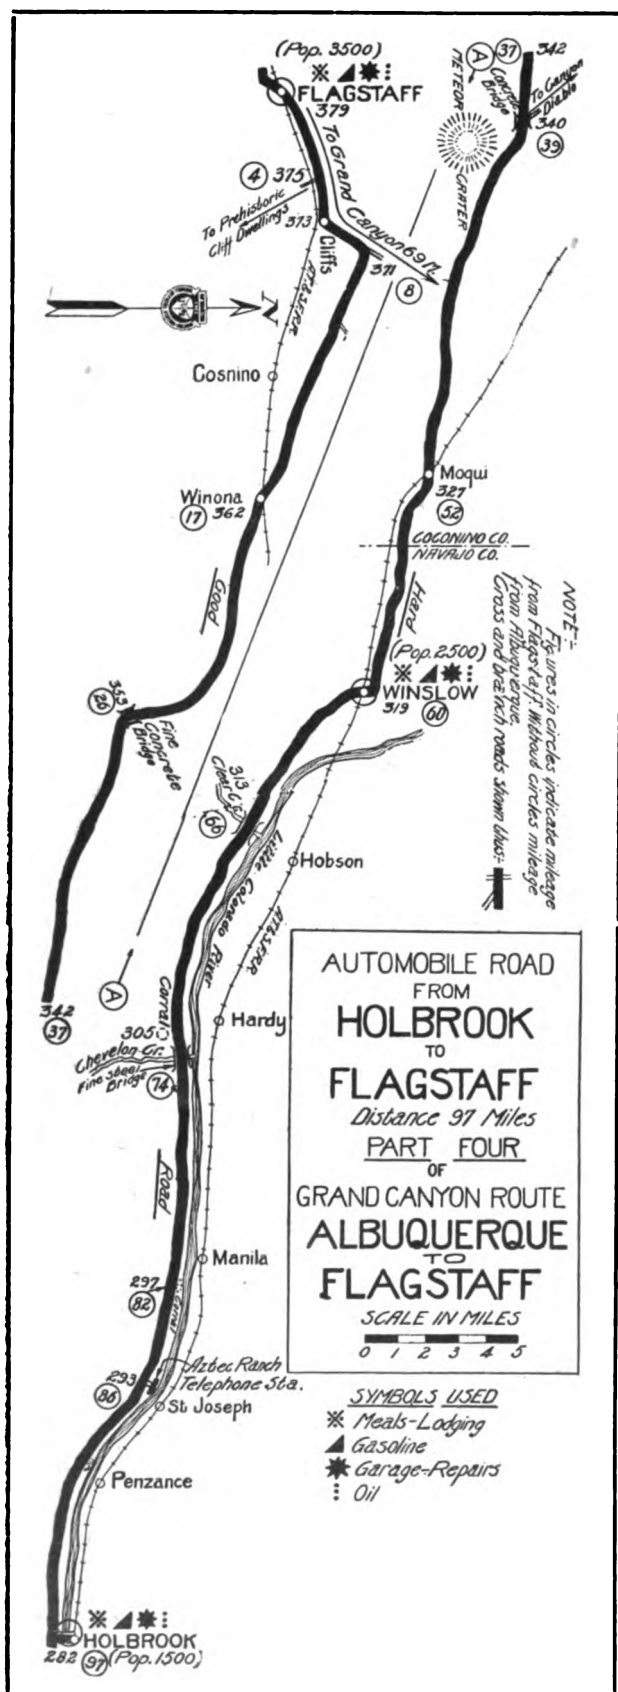 (Pop. 3500)
FLAGSTAFF
379
To Grand Canyon 69 M.
4 375
To Prehistoric
Cliff Dwellings
373
Cliffs
371
8
A.T.& S.F.R.R.
N
Cosnino
Winona
17 362
Good
353
26
Fine
Concrete
Bridge
342
37
A
METEOR
CRATER
A
37
342
Concrete
Bridge
To Canyon
Diablo
340
39
Moqui
327
52
COCONINO CO.
NAVAJO CO.
Hard
(Pop. 2500)
WINSLOW
319
60
313
Clear Cr.
66
Little Colorado River
Hobson
A.T.& S.F.R.R.
Hardy
Corral
305
Chevelon Cr.
Fine Steel
Bridge
74
Road
Manila
297
82
Corral
Aztec Ranch
Telephone Sta.
293
86
St Joseph
Penzance
HOLBROOK
282 97 (Pop. 1500)
NOTE:-
Figures in circles indicate mileage
from Flagstaff. Without circles mileage
from Albuquerque.
Cross and branch roads shown thus:-
AUTOMOBILE ROAD
FROM
HOLBROOK
TO
FLAGSTAFF
Distance 97 Miles
PART FOUR
OF
GRAND CANYON ROUTE
ALBUQUERQUE
TO
FLAGSTAFF
SCALE IN MILES
0 1 2 3 4 5
SYMBOLS USED
Meals-Lodging
Gasoline
Garage-Repairs
Oil